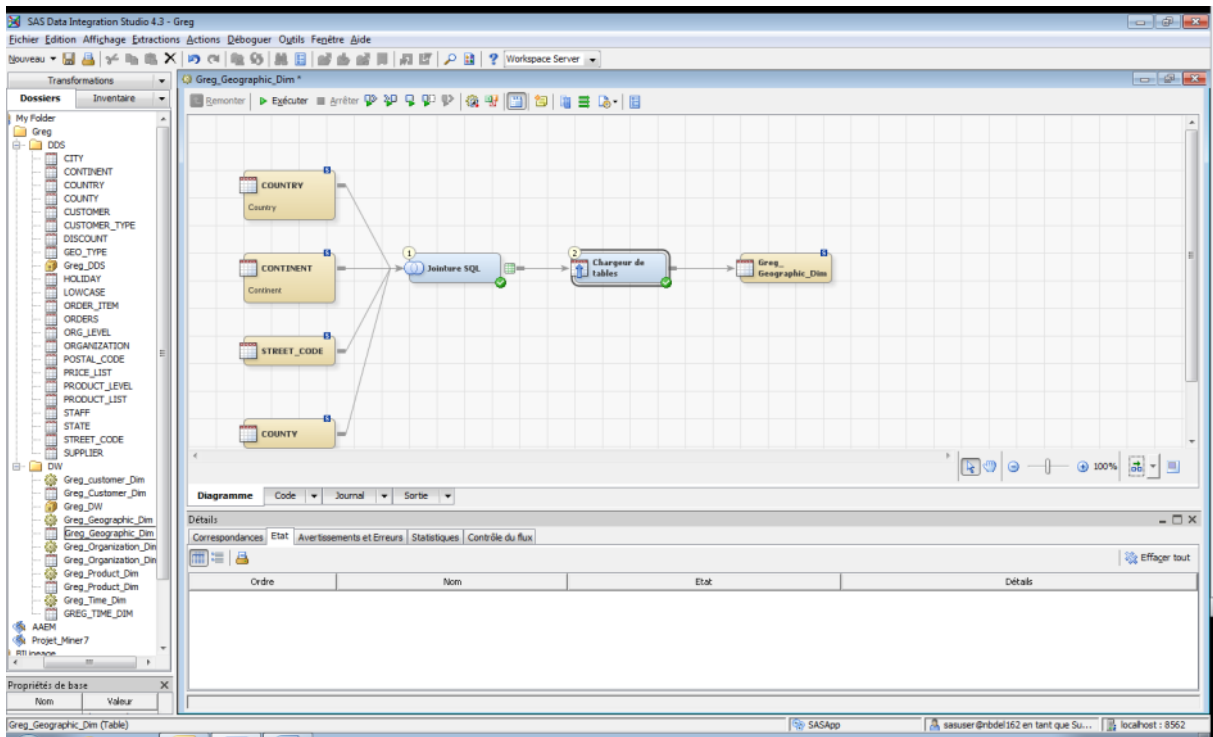 SAS Data Integration Studio 4.3 - Greg
Fichier Edition Affichage Extractions Actions Déboguer Outils Fenêtre Aide
Nouveau Workspace Server
Transformations
Dossiers Inventaire
My Folder
Greg
DDS
CITY
CONTINENT
COUNTRY
COUNTY
CUSTOMER
CUSTOMER_TYPE
DISCOUNT
GEO_TYPE
Greg_DDS
HOLIDAY
LOWCASE
ORDER_ITEM
ORDERS
ORG_LEVEL
ORGANIZATION
POSTAL_CODE
PRICE_LIST
PRODUCT_LEVEL
PRODUCT_LIST
STAFF
STATE
STREET_CODE
SUPPLIER
DW
Greg_customer_Dim
Greg_Customer_Dim
Greg_DW
Greg_Geographic_Dim
Greg_Geographic_Dim
Greg_Organization_Dim
Greg_Organization_Dim
Greg_Product_Dim
Greg_Product_Dim
Greg_Time_Dim
GREG_TIME_DIM
AAEM
Projet_Miner7
BILineage
Propriétés de base
Nom Valeur
Greg_Geographic_Dim *
Remonter Exécuter Arrêter
COUNTRY
Country
CONTINENT
Continent
STREET_CODE
COUNTY
1
Jointure SQL
2
Chargeur de
tables
Greg_
Geographic_Dim
100%
Diagramme Code Journal Sortie
Détails
Correspondances Etat Avertissements et Erreurs Statistiques Contrôle du flux
Effaçer tout
Ordre Nom Etat Détails
Greg_Geographic_Dim (Table) SASApp sasuser@nbdel162 en tant que Su... localhost : 8562